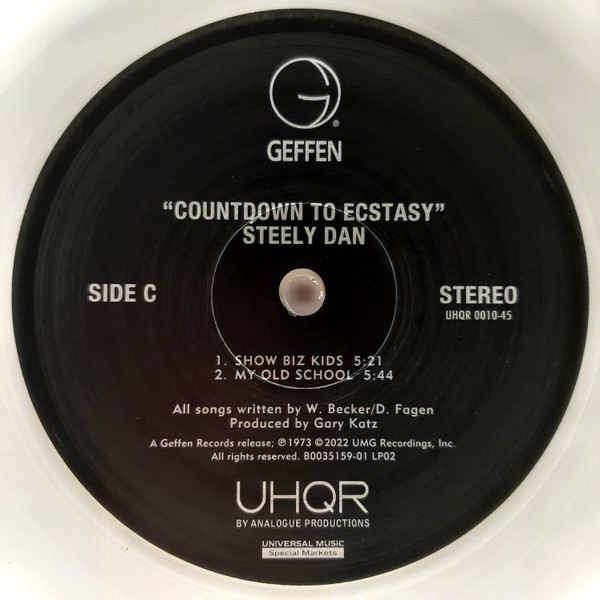 GEFFEN
“COUNTDOWN TO ECSTASY”
STEELY DAN
SIDE C
STEREO
UHQR 0010-45
1. SHOW BIZ KIDS 5:21
2. MY OLD SCHOOL 5:44
All songs written by W. Becker/D. Fagen
Produced by Gary Katz
A Geffen Records release; ℗ 1973 © 2022 UMG Recordings, Inc.
All rights reserved. B0035159-01 LP02
UHQR
BY ANALOGUE PRODUCTIONS
UNIVERSAL MUSIC
Special Markets